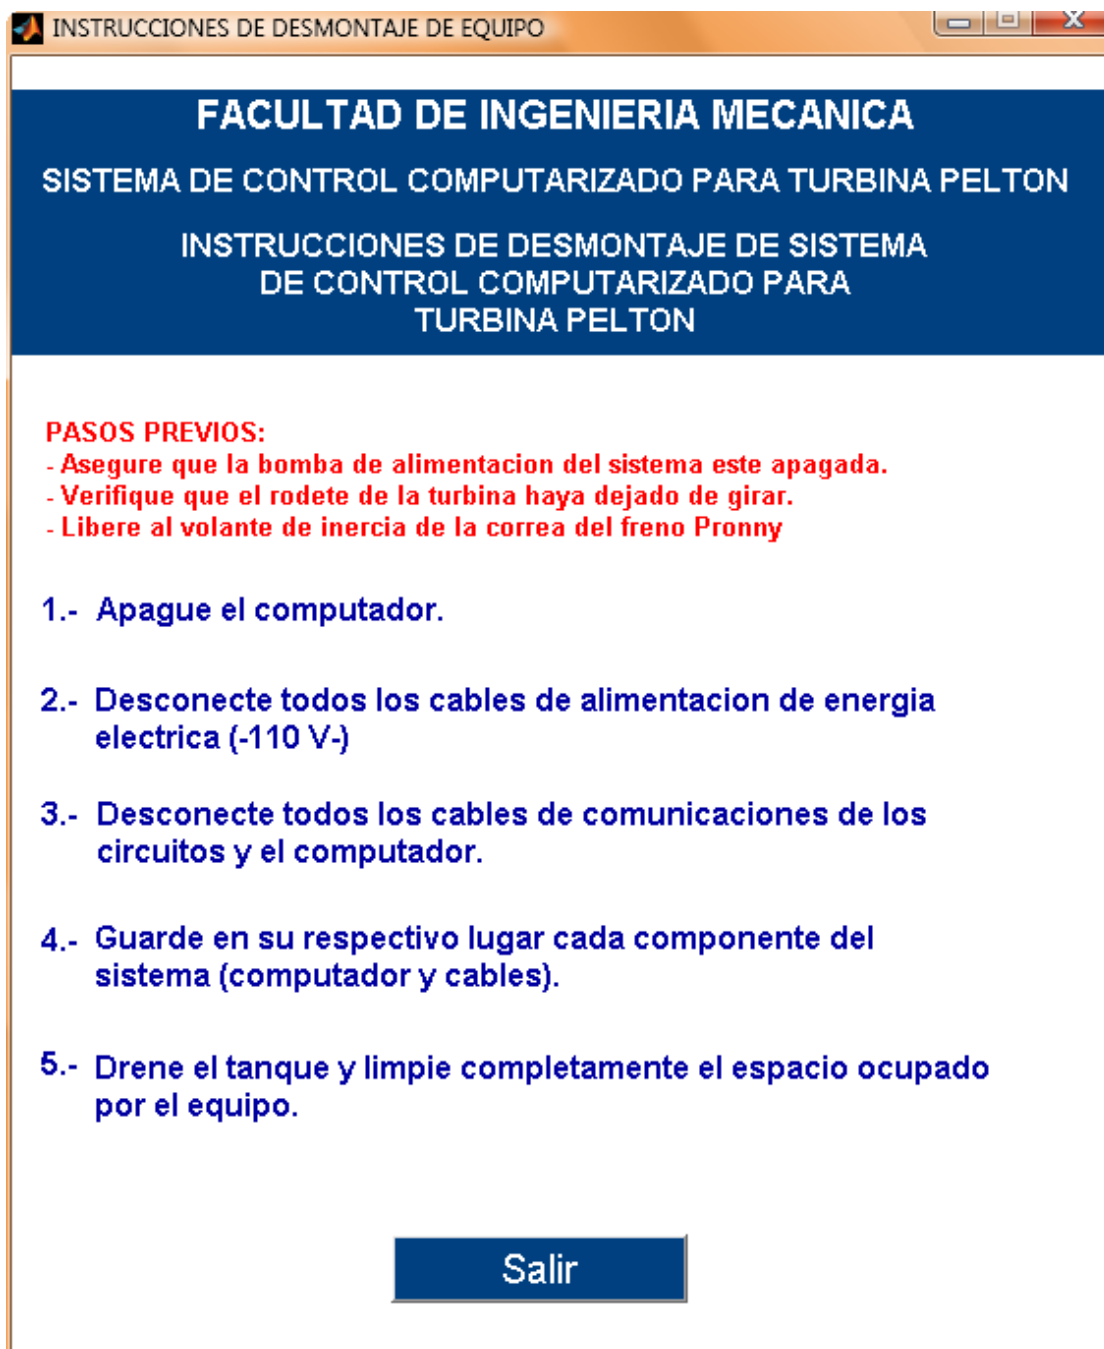 INSTRUCCIONES DE DESMONTAJE DE EQUIPO
FACULTAD DE INGENIERIA MECANICA
SISTEMA DE CONTROL COMPUTARIZADO PARA TURBINA PELTON
INSTRUCCIONES DE DESMONTAJE DE SISTEMA
DE CONTROL COMPUTARIZADO PARA
TURBINA PELTON
PASOS PREVIOS:
- Asegure que la bomba de alimentacion del sistema este apagada.
- Verifique que el rodete de la turbina haya dejado de girar.
- Libere al volante de inercia de la correa del freno Pronny
1.- Apague el computador.
2.- Desconecte todos los cables de alimentacion de energia
electrica (-110 V-)
3.- Desconecte todos los cables de comunicaciones de los
circuitos y el computador.
4.- Guarde en su respectivo lugar cada componente del
sistema (computador y cables).
5.- Drene el tanque y limpie completamente el espacio ocupado
por el equipo.
Salir